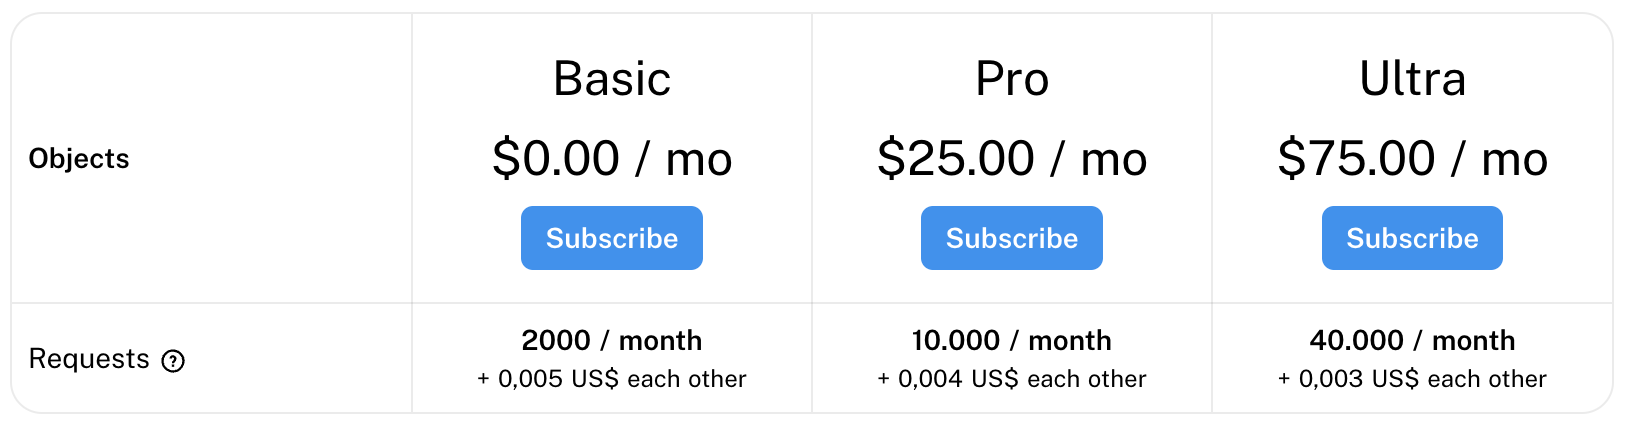 Objects
Basic
$0.00 / mo
Subscribe
Pro
$25.00 / mo
Subscribe
Ultra
$75.00 / mo
Subscribe
Requests ?
2000 / month
+ 0,005 US$ each other
10.000 / month
+ 0,004 US$ each other
40.000 / month
+ 0,003 US$ each other